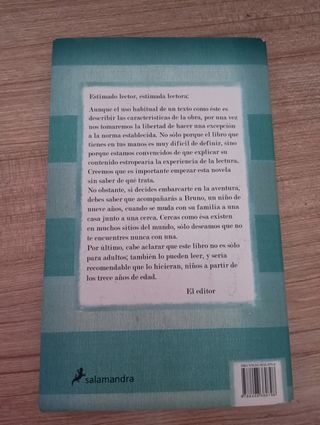 Estimado lector, estimada lectora:
Aunque el uso habitual de un texto como éste es
describir las características de la obra, por una vez
nos tomaremos la libertad de hacer una excepción
a la norma establecida. No sólo porque el libro que
tienes en tus manos es muy difícil de definir, sino
porque estamos convencidos de que explicar su
contenido estropearía la experiencia de la lectura.
Creemos que es importante empezar esta novela
sin saber de qué trata.
No obstante, si decides embarcarte en la aventura,
debes saber que acompañarás a Bruno, un niño de
nueve años, cuando se muda con su familia a una
casa junto a una cerca. Cercas como ésa existen
en muchos sitios del mundo, sólo deseamos que no
te encuentres nunca con una.
Por último, cabe aclarar que este libro no es sólo
para adultos; también lo pueden leer, y sería
recomendable que lo hicieran, niños a partir de
los trece años de edad.
El editor
salamandra